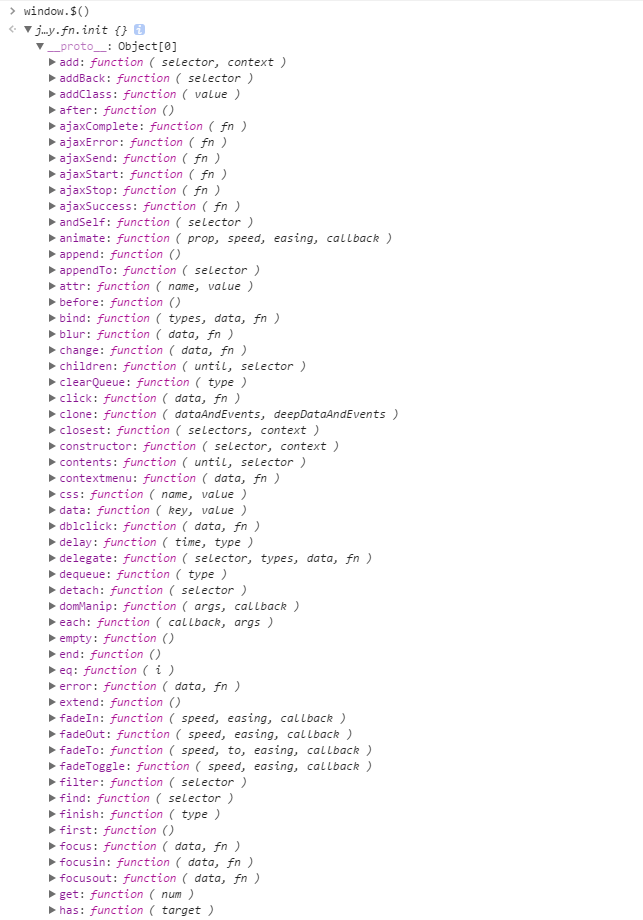 > window.$()
j…y.fn.init {} i
__proto__: Object[0]
add: function ( selector, context )
addBack: function ( selector )
addClass: function ( value )
after: function ()
ajaxComplete: function ( fn )
ajaxError: function ( fn )
ajaxSend: function ( fn )
ajaxStart: function ( fn )
ajaxStop: function ( fn )
ajaxSuccess: function ( fn )
andSelf: function ( selector )
animate: function ( prop, speed, easing, callback )
append: function ()
appendTo: function ( selector )
attr: function ( name, value )
before: function ()
bind: function ( types, data, fn )
blur: function ( data, fn )
change: function ( data, fn )
children: function ( until, selector )
clearQueue: function ( type )
click: function ( data, fn )
clone: function ( dataAndEvents, deepDataAndEvents )
closest: function ( selectors, context )
constructor: function ( selector, context )
contents: function ( until, selector )
contextmenu: function ( data, fn )
css: function ( name, value )
data: function ( key, value )
dblclick: function ( data, fn )
delay: function ( time, type )
delegate: function ( selector, types, data, fn )
dequeue: function ( type )
detach: function ( selector )
domManip: function ( args, callback )
each: function ( callback, args )
empty: function ()
end: function ()
eq: function ( i )
error: function ( data, fn )
extend: function ()
fadeIn: function ( speed, easing, callback )
fadeOut: function ( speed, easing, callback )
fadeTo: function ( speed, to, easing, callback )
fadeToggle: function ( speed, easing, callback )
filter: function ( selector )
find: function ( selector )
finish: function ( type )
first: function ()
focus: function ( data, fn )
focusin: function ( data, fn )
focusout: function ( data, fn )
get: function ( num )
has: function ( target )